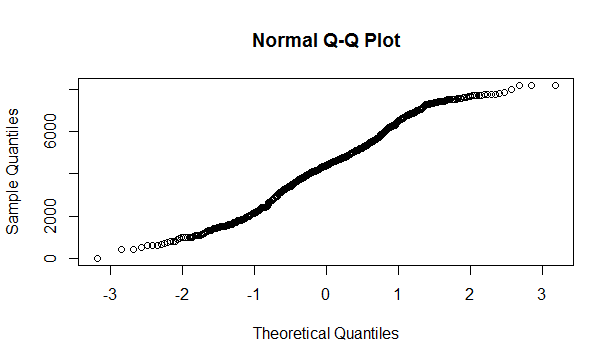 Normal Q-Q Plot
Sample Quantiles
6000
2000
0
-3 -2 -1 0 1 2 3
Theoretical Quantiles